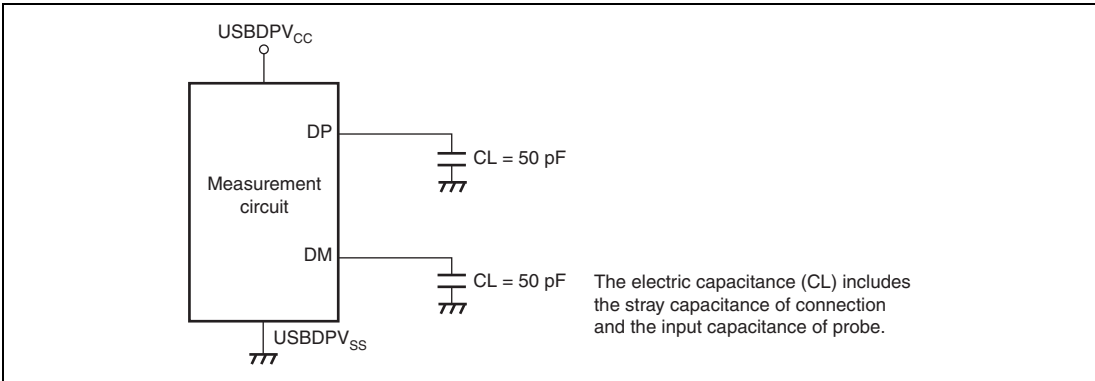 USBDPVCC
DP
CL = 50 pF
Measurement
circuit
DM
CL = 50 pF
The electric capacitance (CL) includes
the stray capacitance of connection
and the input capacitance of probe.
USBDPVSS